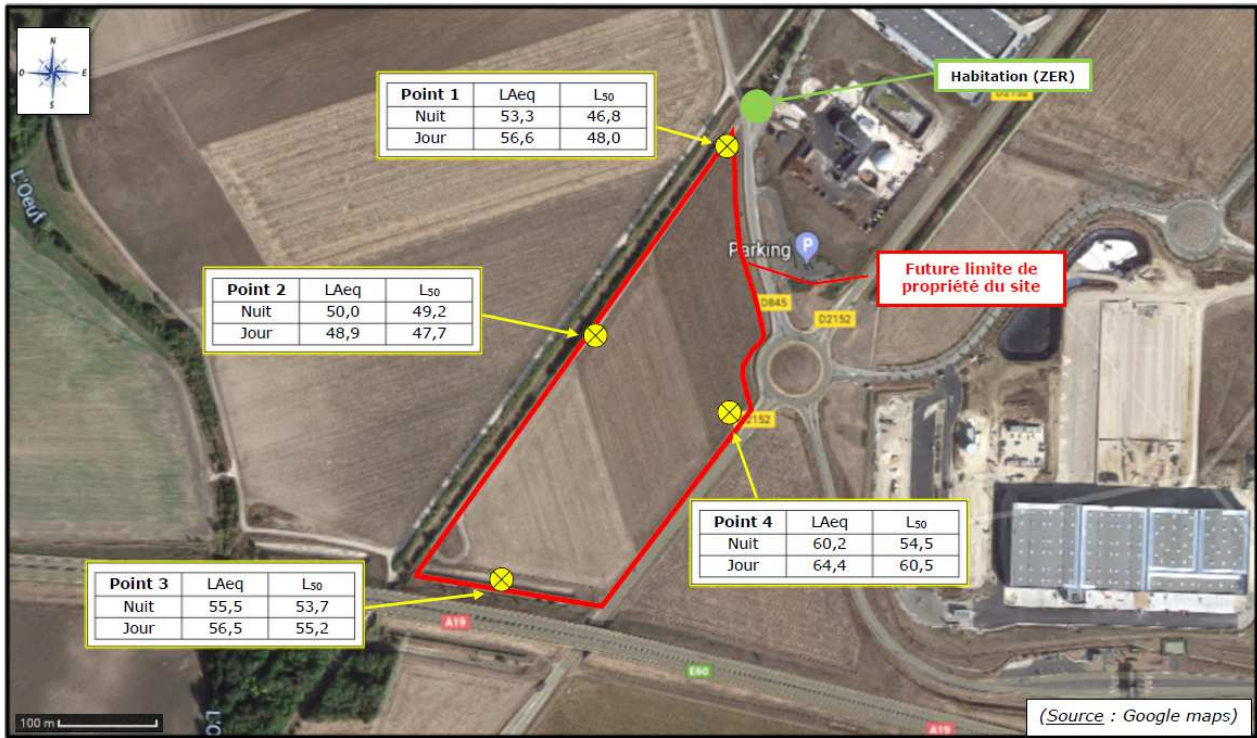 N
O E
S
Habitation (ZER)
D2152
Point 1 LAeq L50
Nuit 53,3 46,8
Jour 56,6 48,0
L'Oeuf
Parking P
Future limite de
propriété du site
Point 2 LAeq L50
Nuit 50,0 49,2
Jour 48,9 47,7
D845
D2152
2152
Point 4 LAeq L50
Nuit 60,2 54,5
Jour 64,4 60,5
Point 3 LAeq L50
Nuit 55,5 53,7
Jour 56,5 55,2
A19
E60
L'O
100 m
A19
(Source : Google maps)